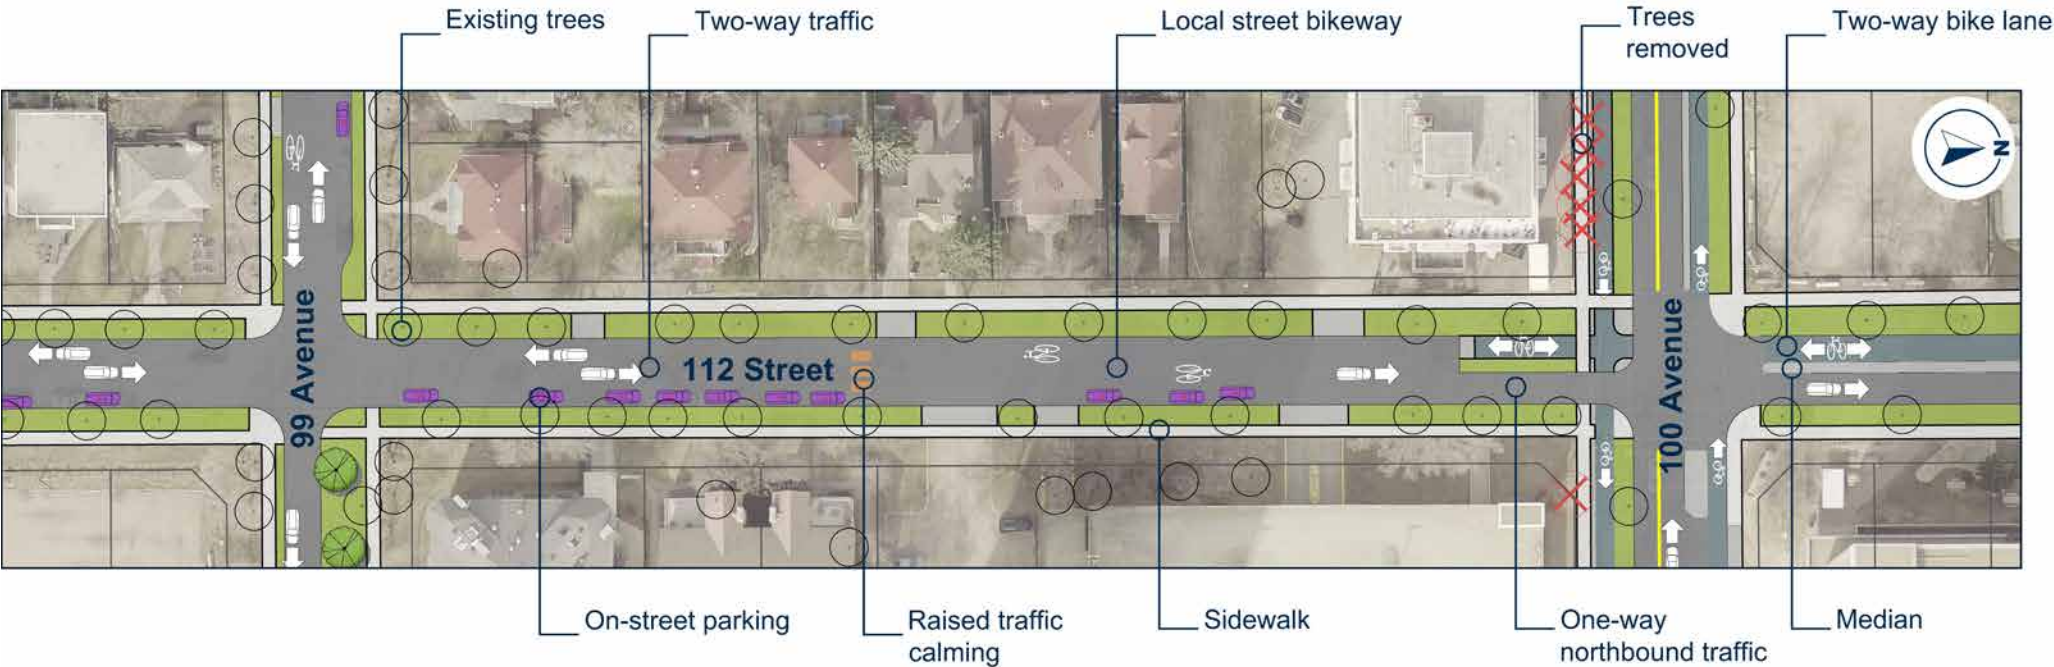 Existing trees
Two-way traffic
Local street bikeway
Trees
removed
Two-way bike lane
N
99 Avenue
112 Street
100 Avenue
On-street parking
Raised traffic
calming
Sidewalk
One-way
northbound traffic
Median